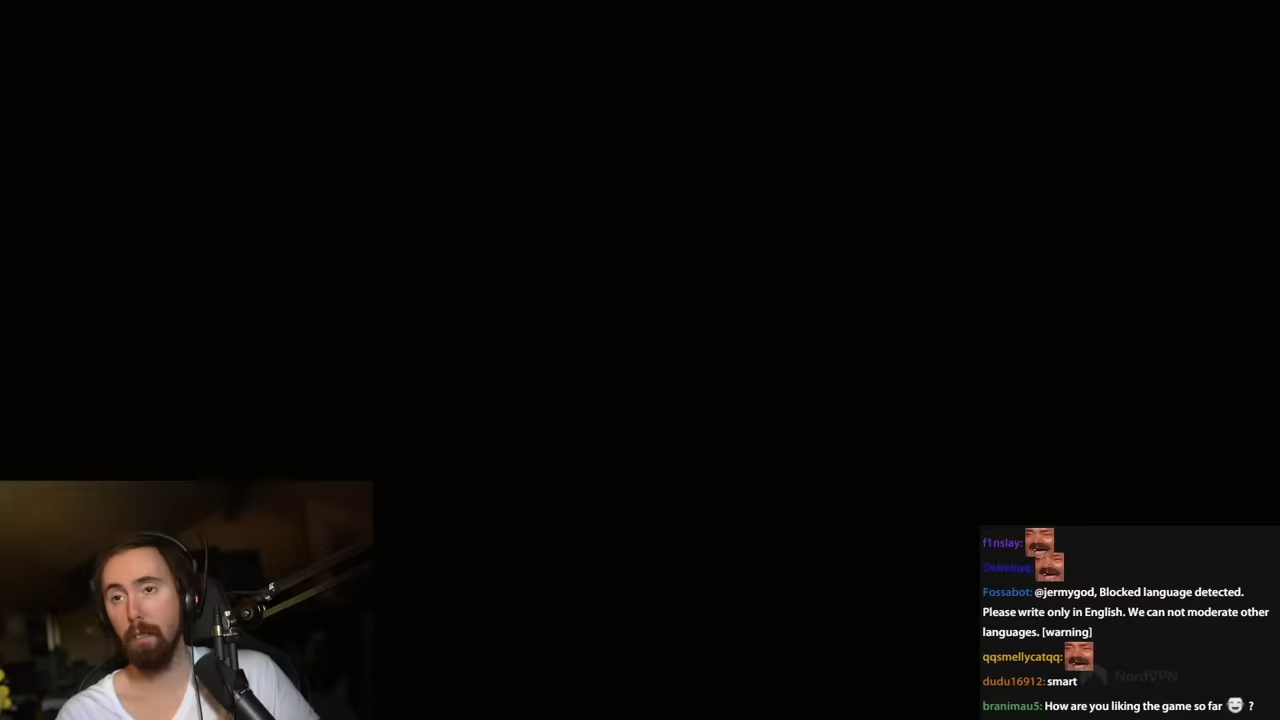 f1nslay:
Fossabot: @jermygod, Blocked language detected.
Please write only in English. We can not moderate other
languages. [warning]
qqsmellycatqq:
dudu16912: smart
NordVPN
branimau5: How are you liking the game so far ?